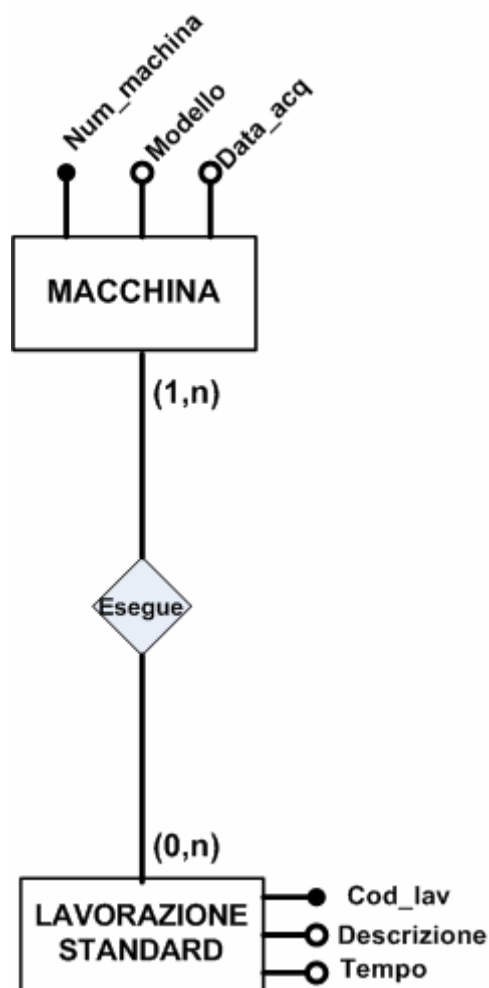 Num_machina
Modello
Data_acq
MACCHINA
(1,n)
Esegue
(0,n)
LAVORAZIONE
STANDARD
Cod_lav
Descrizione
Tempo